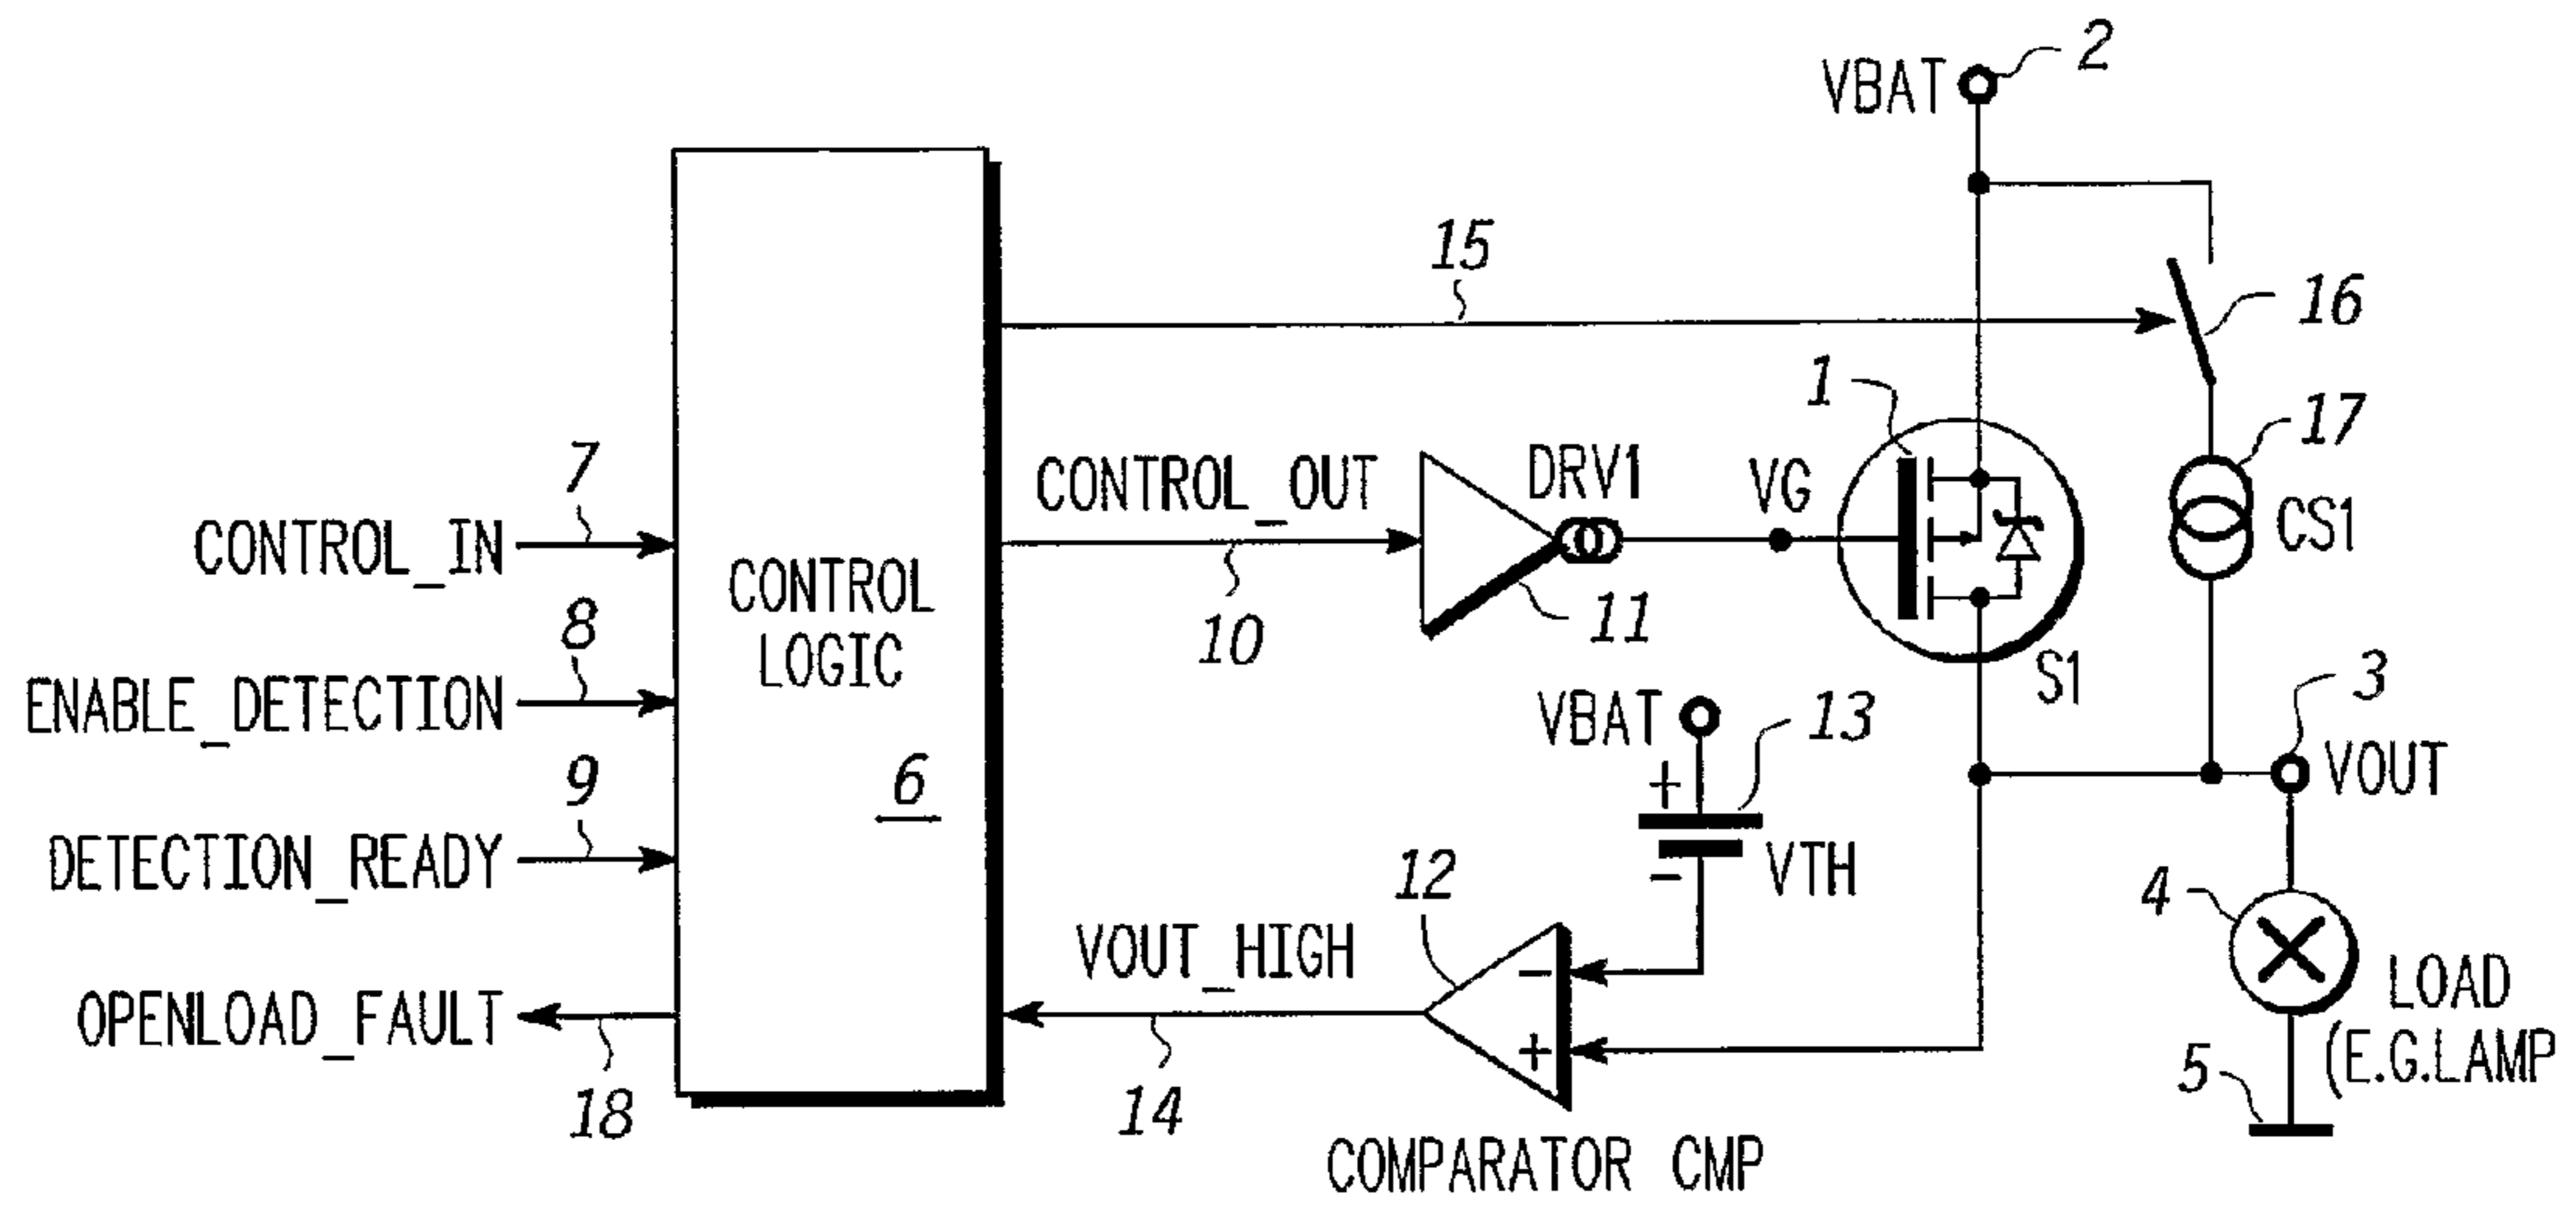 VBAT
2
15
16
1
17
CS1
7
CONTROL_IN
CONTROL_OUT
10
DRV1
11
VG
S1
CONTROL
LOGIC
6
8
ENABLE_DETECTION
9
DETECTION_READY
VBAT
13
+
-
VTH
3
VOUT
12
VOUT_HIGH
14
-
+
COMPARATOR CMP
OPENLOAD_FAULT
18
4
LOAD
(E.G.LAMP
5